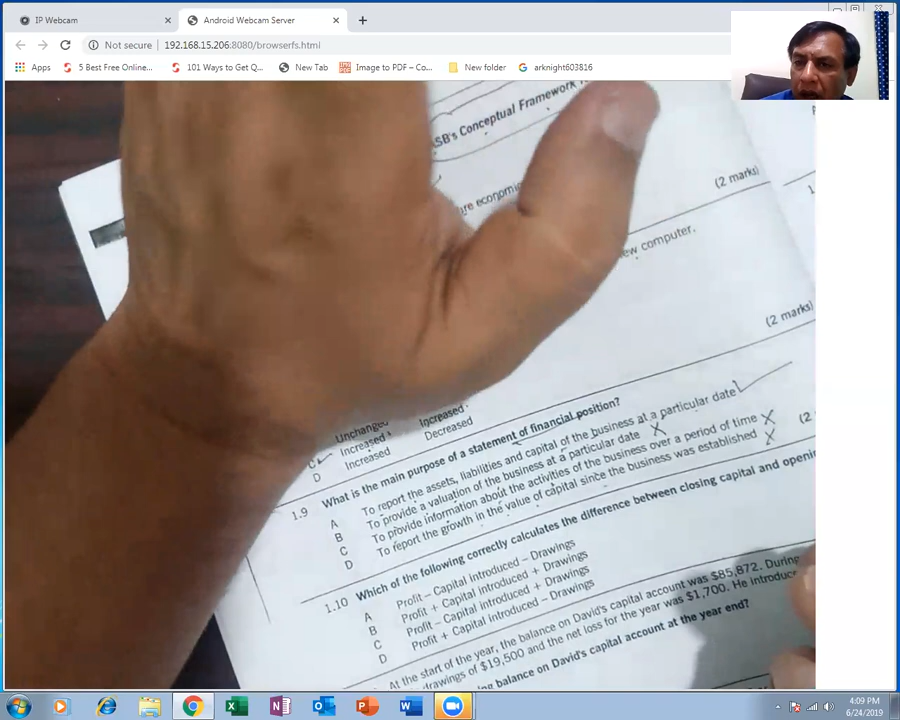 IP Webcam
Android Webcam Server
Not secure
192.168.15.206:8080/browserfs.html
Apps
5 Best Free Online...
101 Ways to Get Q...
New Tab
Image to PDF – Co...
New folder
arknight603816
SB's Conceptual Framework
re economic
(2 marks)
ew computer.
(2 marks)
Unchanged Increased
C Increased Decreased
D Increased
1.9 What is the main purpose of a statement of financial position?
A To report the assets, liabilities and capital of the business at a particular date
B To provide a valuation of the business at a particular date
C To provide information about the activities of the business over a period of time
D To report the growth in the value of capital since the business was established
(2
1.10 Which of the following correctly calculates the difference between closing capital and openi
A Profit – Capital introduced – Drawings
B Profit + Capital introduced + Drawings
C Profit – Capital introduced + Drawings
D Profit + Capital introduced – Drawings
At the start of the year, the balance on David's capital account was $85,872. During
drawings of $19,500 and the net loss for the year was $1,700. He introduc
ng balance on David's capital account at the year end?
4:09 PM
6/24/2019